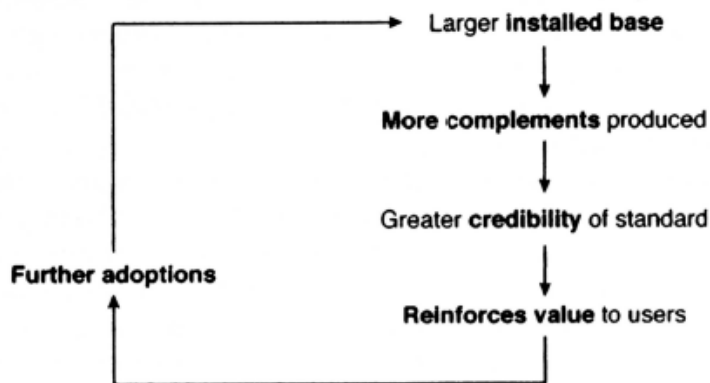 Larger installed base
More complements produced
Greater credibility of standard
Further adoptions
Reinforces value to users